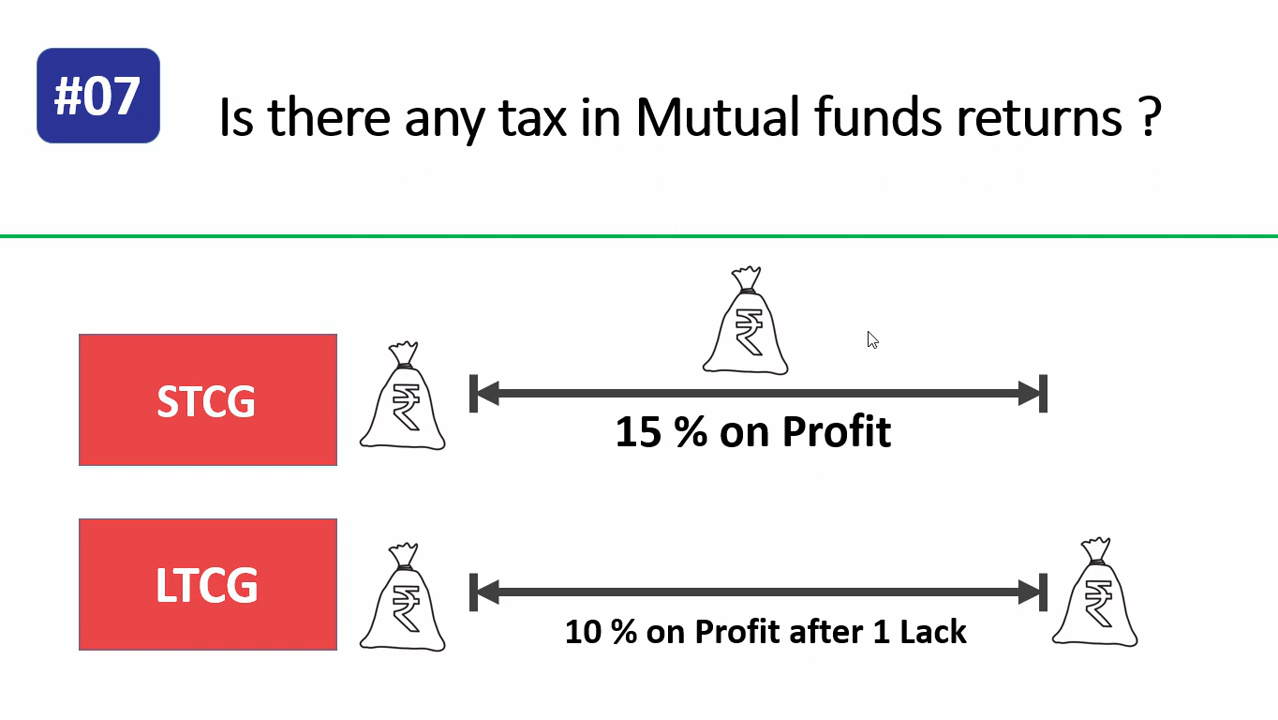 #07
Is there any tax in Mutual funds returns ?
₹
STCG
₹
15 % on Profit
LTCG
₹
₹
10 % on Profit after 1 Lack